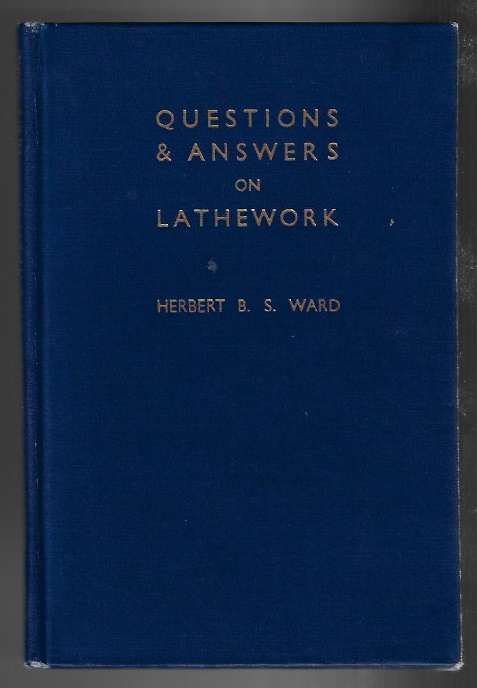 QUESTIONS
& ANSWERS
ON
LATHEWORK
HERBERT B. S. WARD